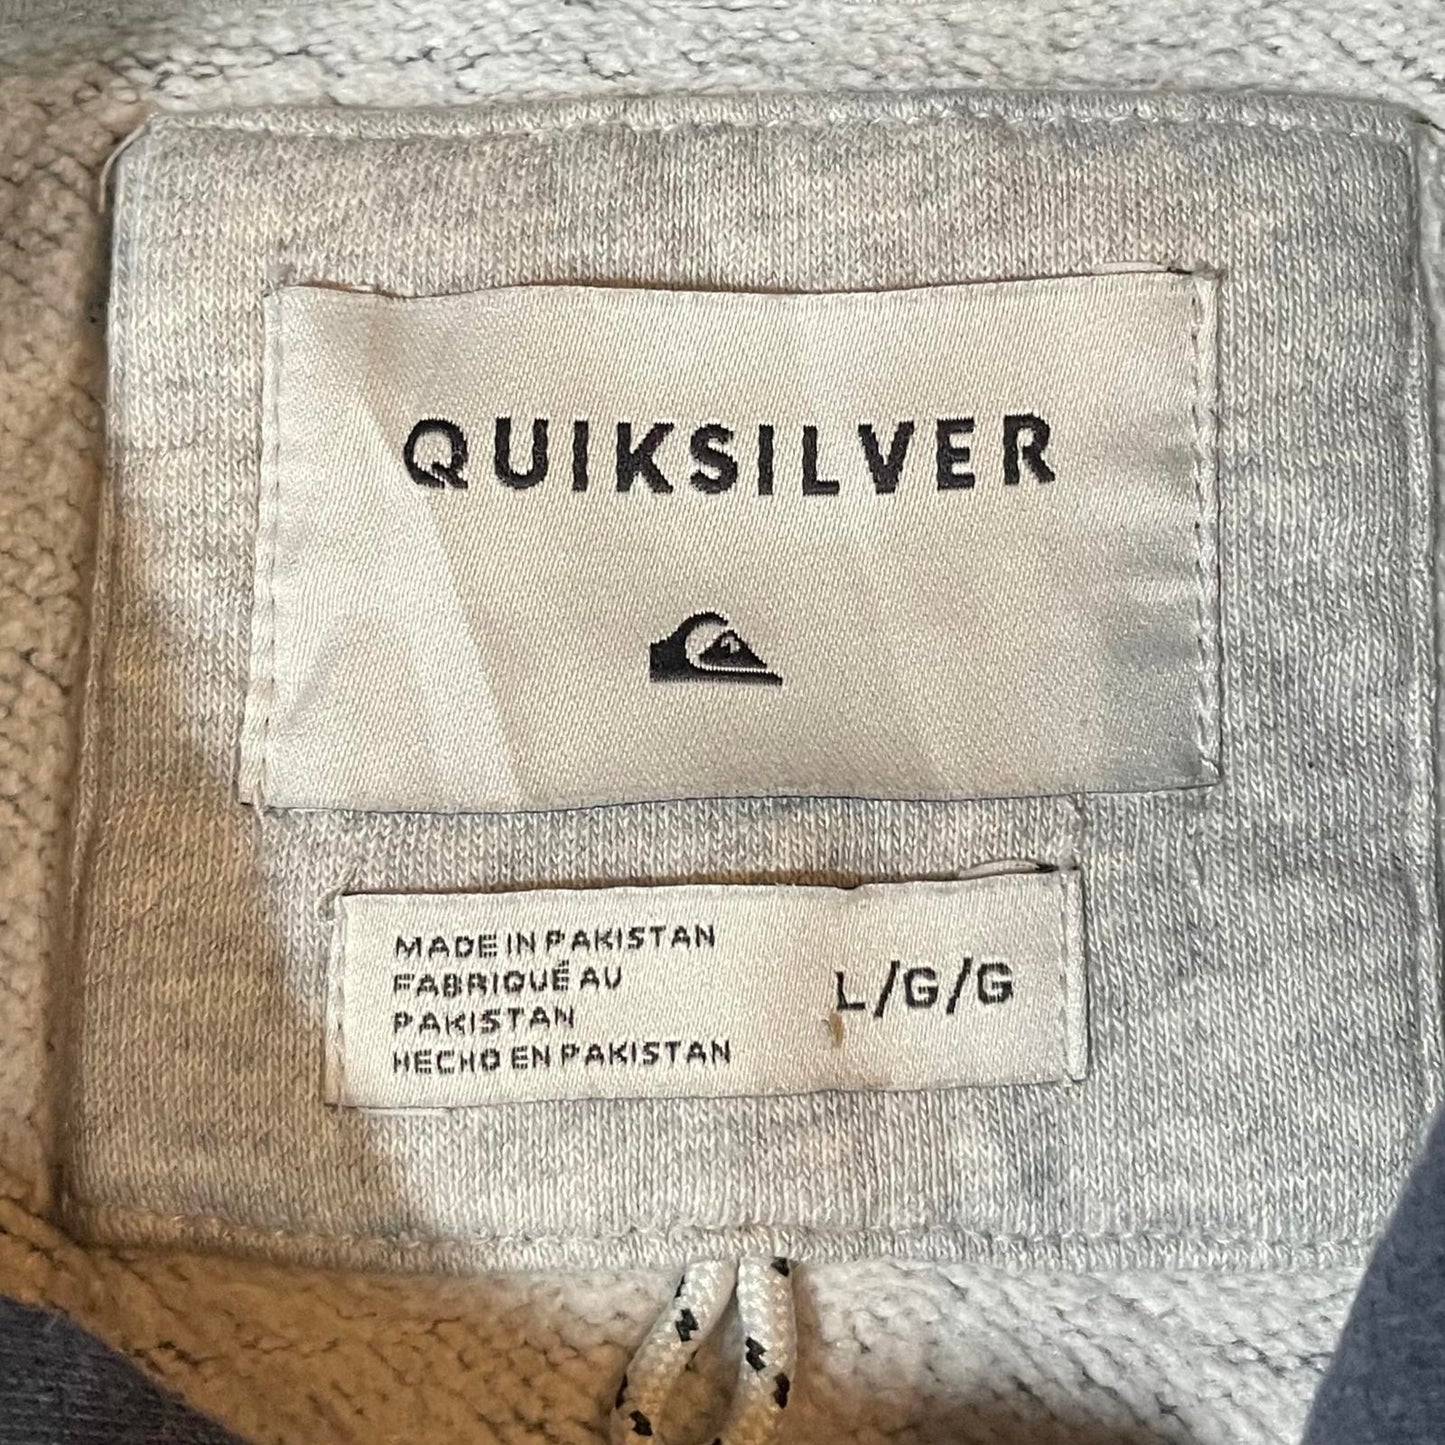 QUIKSILVER
MADE IN PAKISTAN
FABRIQUÉ AU
PAKISTAN
HECHO EN PAKISTAN
L/G/G